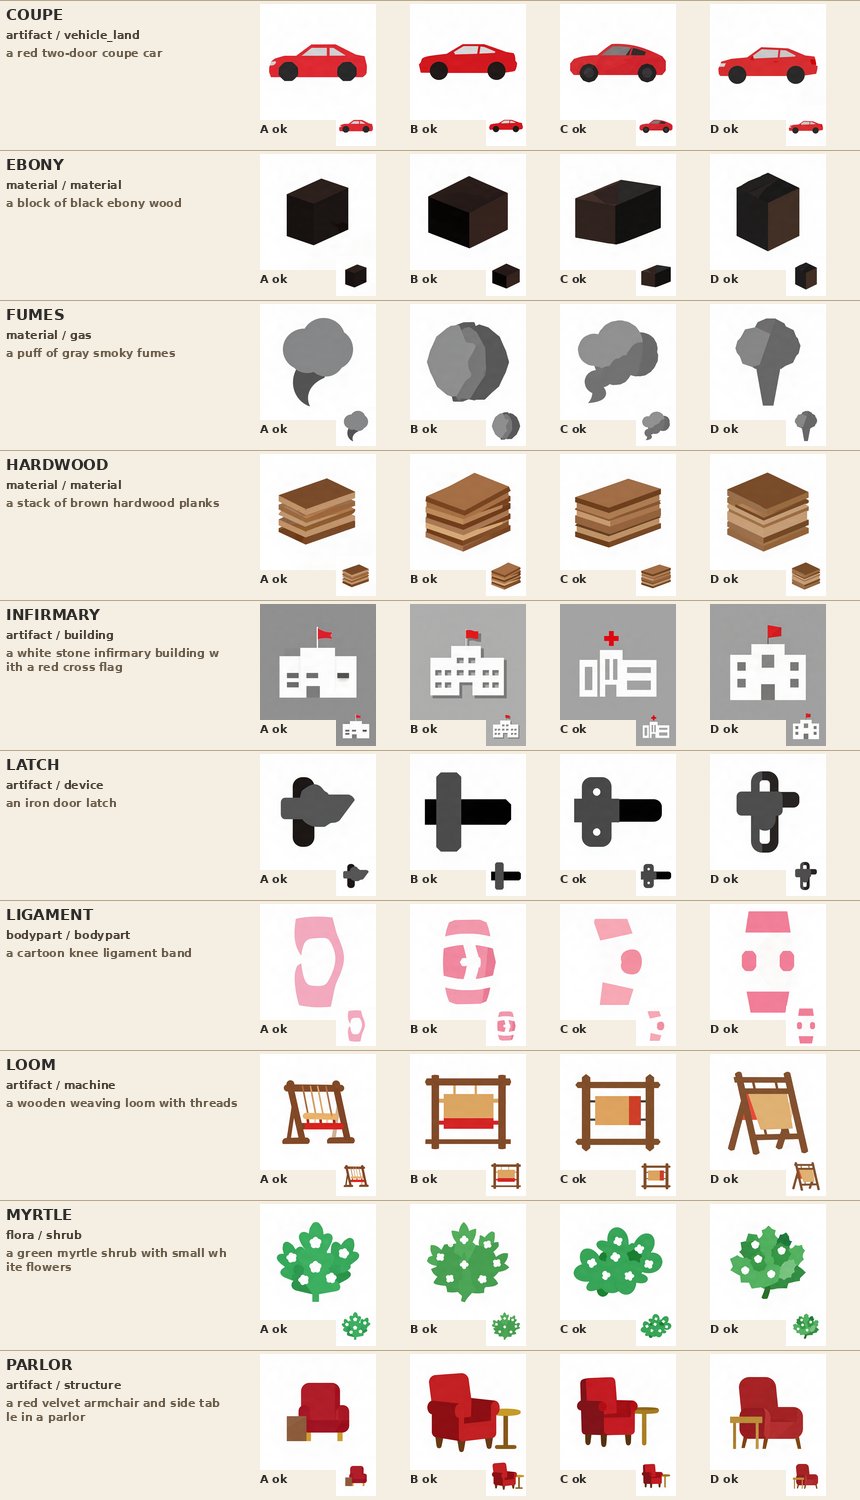 COUPE
artifact / vehicle_land
a red two-door coupe car
A ok
B ok
C ok
D ok
EBONY
material / material
a block of black ebony wood
A ok
B ok
C ok
D ok
FUMES
material / gas
a puff of gray smoky fumes
A ok
B ok
C ok
D ok
HARDWOOD
material / material
a stack of brown hardwood planks
A ok
B ok
C ok
D ok
INFIRMARY
artifact / building
a white stone infirmary building w
ith a red cross flag
A ok
B ok
C ok
D ok
LATCH
artifact / device
an iron door latch
A ok
B ok
C ok
D ok
LIGAMENT
bodypart / bodypart
a cartoon knee ligament band
A ok
B ok
C ok
D ok
LOOM
artifact / machine
a wooden weaving loom with threads
A ok
B ok
C ok
D ok
MYRTLE
flora / shrub
a green myrtle shrub with small wh
ite flowers
A ok
B ok
C ok
D ok
PARLOR
artifact / structure
a red velvet armchair and side tab
le in a parlor
A ok
B ok
C ok
D ok